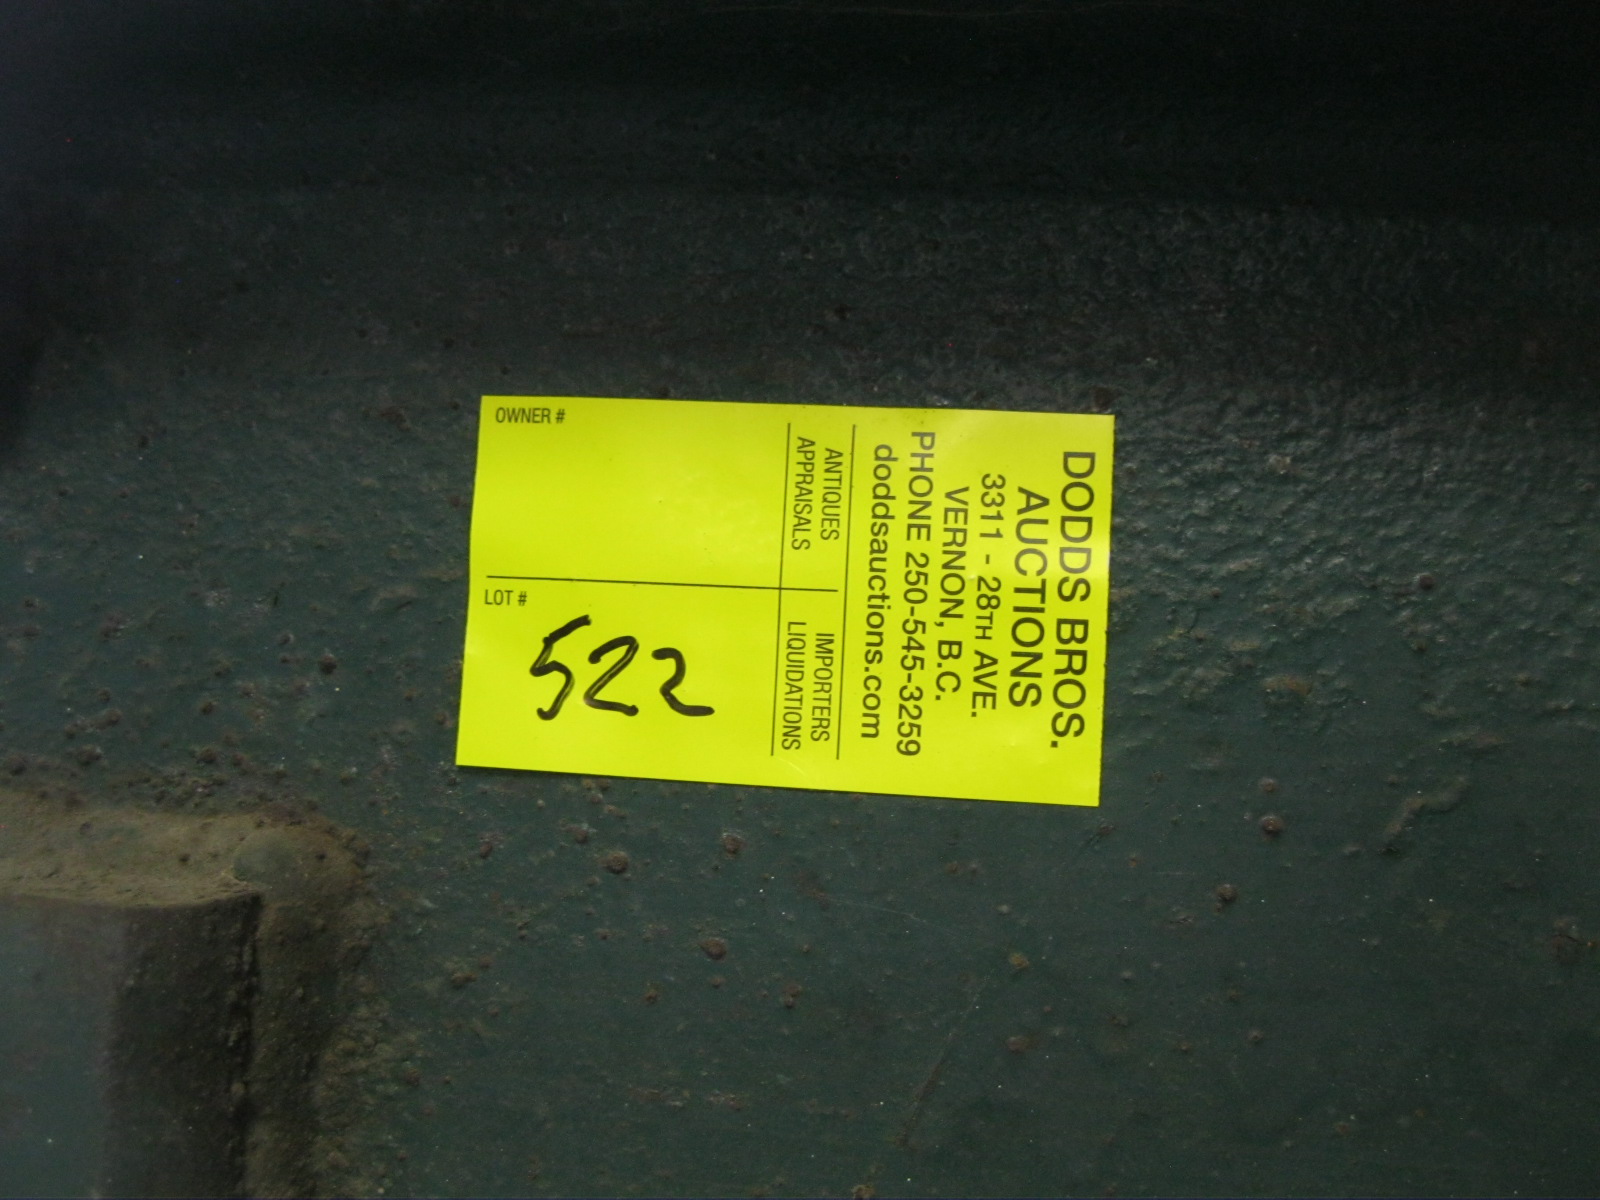 DODDS BROS.
AUCTIONS
3311 - 28TH AVE.
VERNON, B.C.
PHONE 250-545-3259
doddsauctions.com
ANTIQUES
APPRAISALS
IMPORTERS
LIQUIDATIONS
OWNER #
LOT #
522